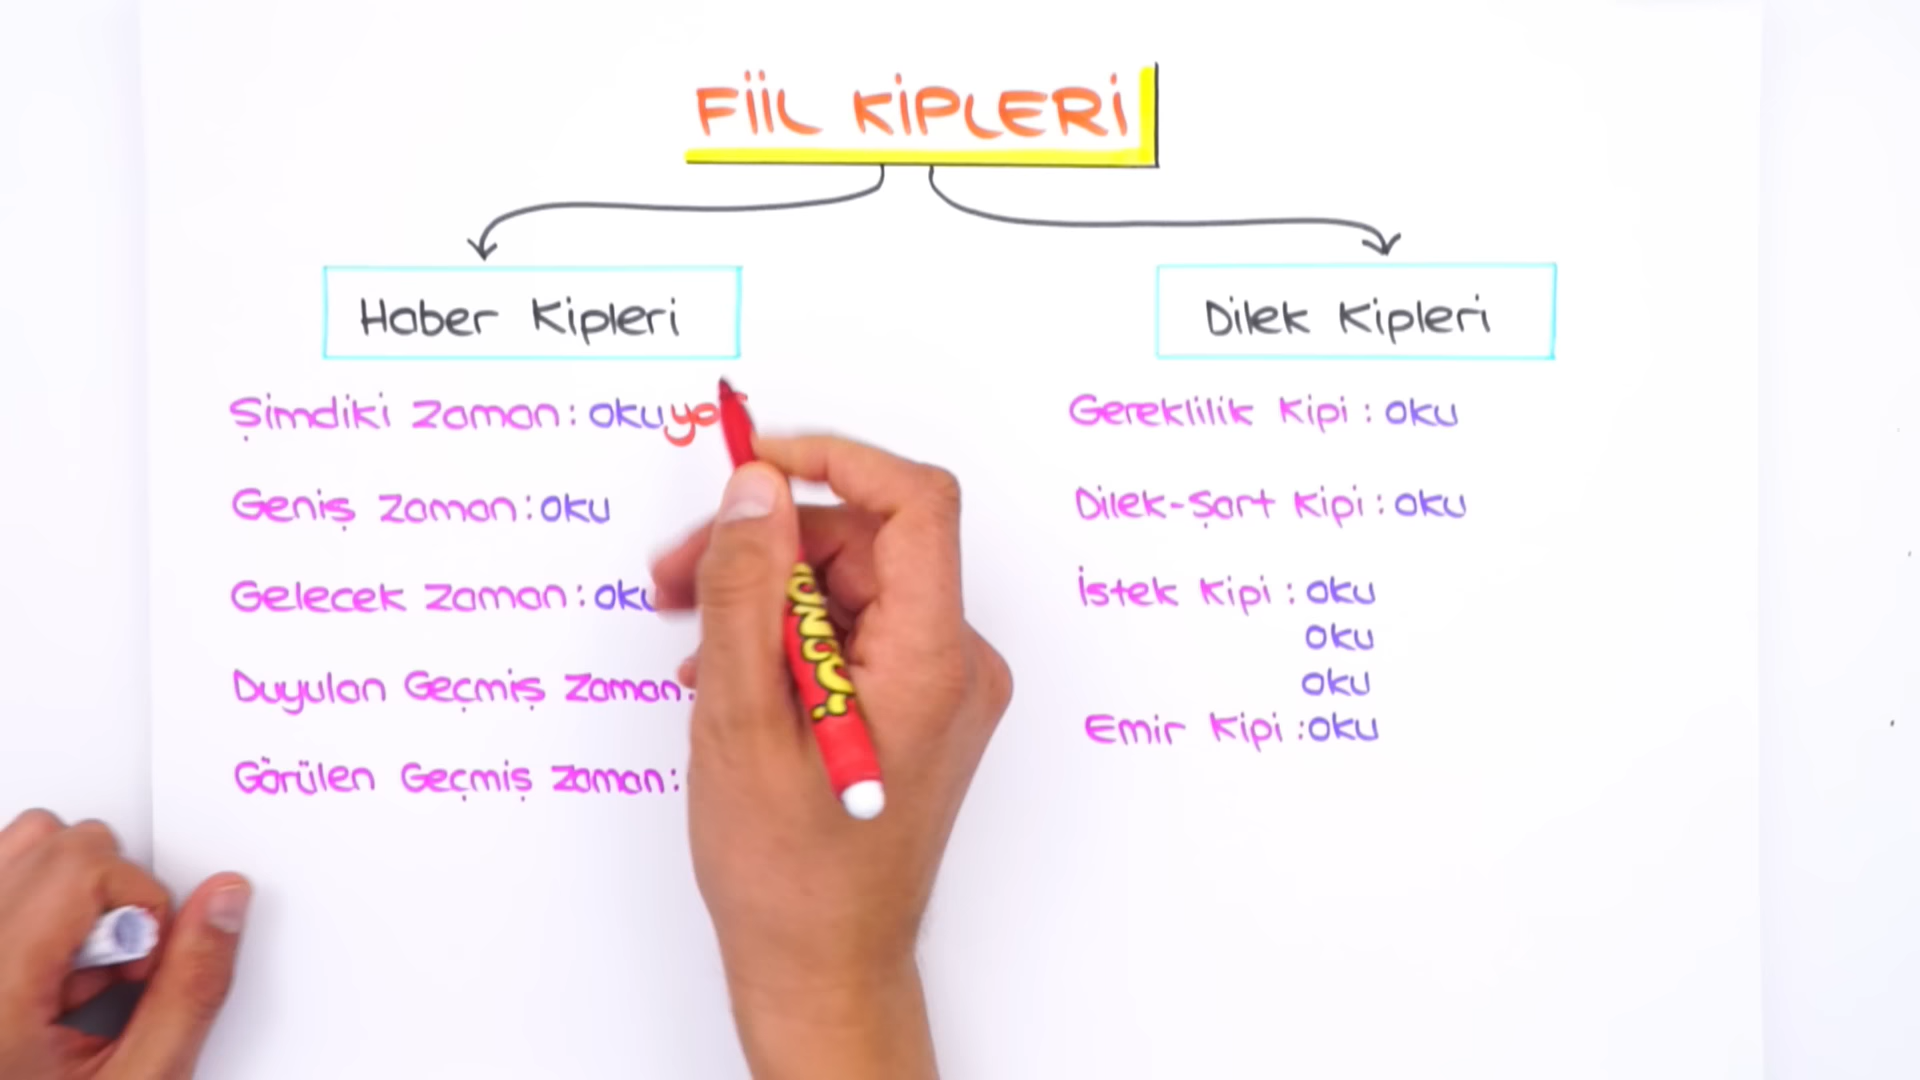 FİİL KİPLERİ
Haber Kipleri
Şimdiki Zaman: okuyo
Geniş Zaman: oku
Gelecek Zaman: oku
Duyulan Geçmiş Zaman:
Görülen Geçmiş Zaman:
Dilek Kipleri
Gereklilik Kipi: oku
Dilek-Şart Kipi: oku
İstek Kipi: oku
oku
oku
Emir Kipi: oku